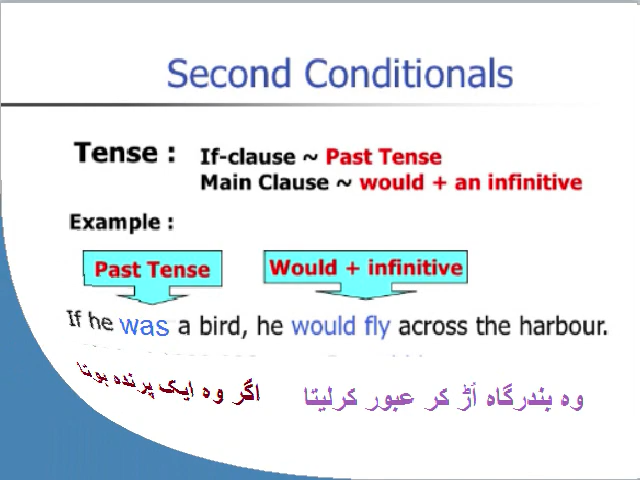 Second Conditionals
Tense : If-clause ~ Past Tense
Main Clause ~ would + an infinitive
Example :
Past Tense Would + infinitive
If he was a bird, he would fly across the harbour.
اگر وہ ایک پرندہ ہوتا
وہ بندرگاہ اُڑ کر عبور کرلیتا